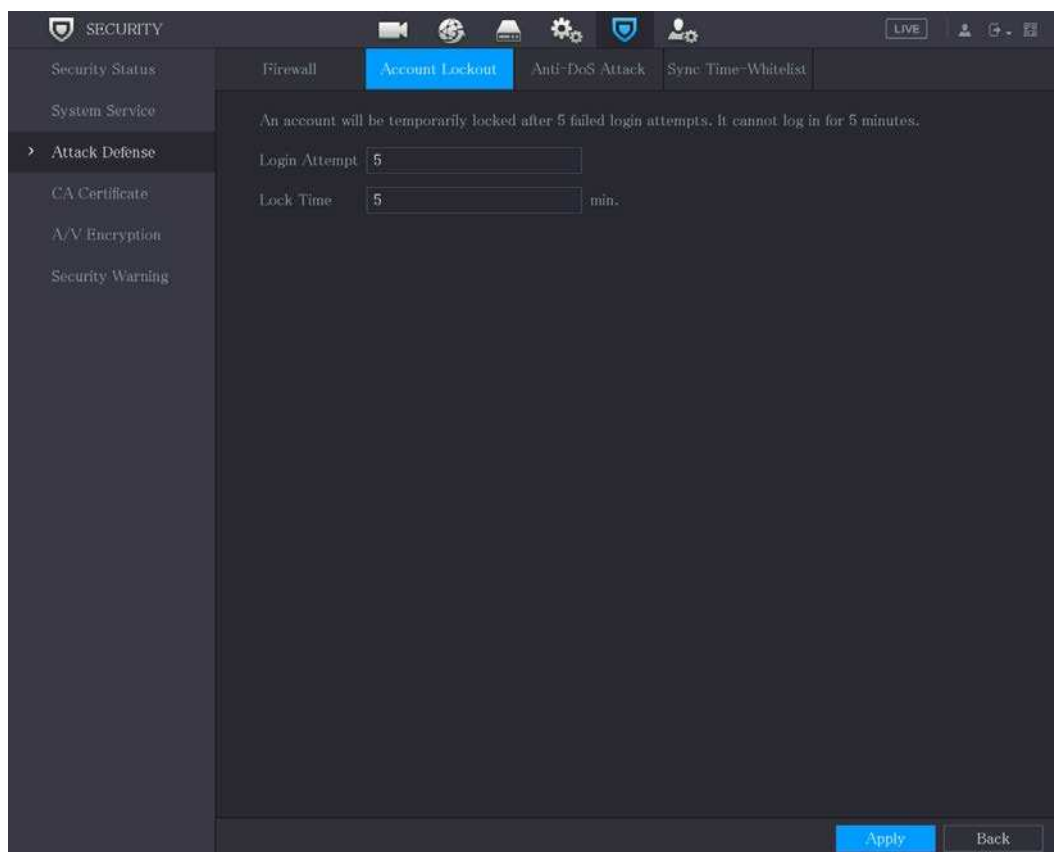 SECURITY
LIVE
Security Status
System Service
Attack Defense
CA Certificate
A/V Encryption
Security Warning
Firewall
Account Lockout
Anti-DoS Attack
Sync Time-Whitelist
An account will be temporarily locked after 5 failed login attempts. It cannot log in for 5 minutes.
Login Attempt 5
Lock Time 5 min.
Apply
Back